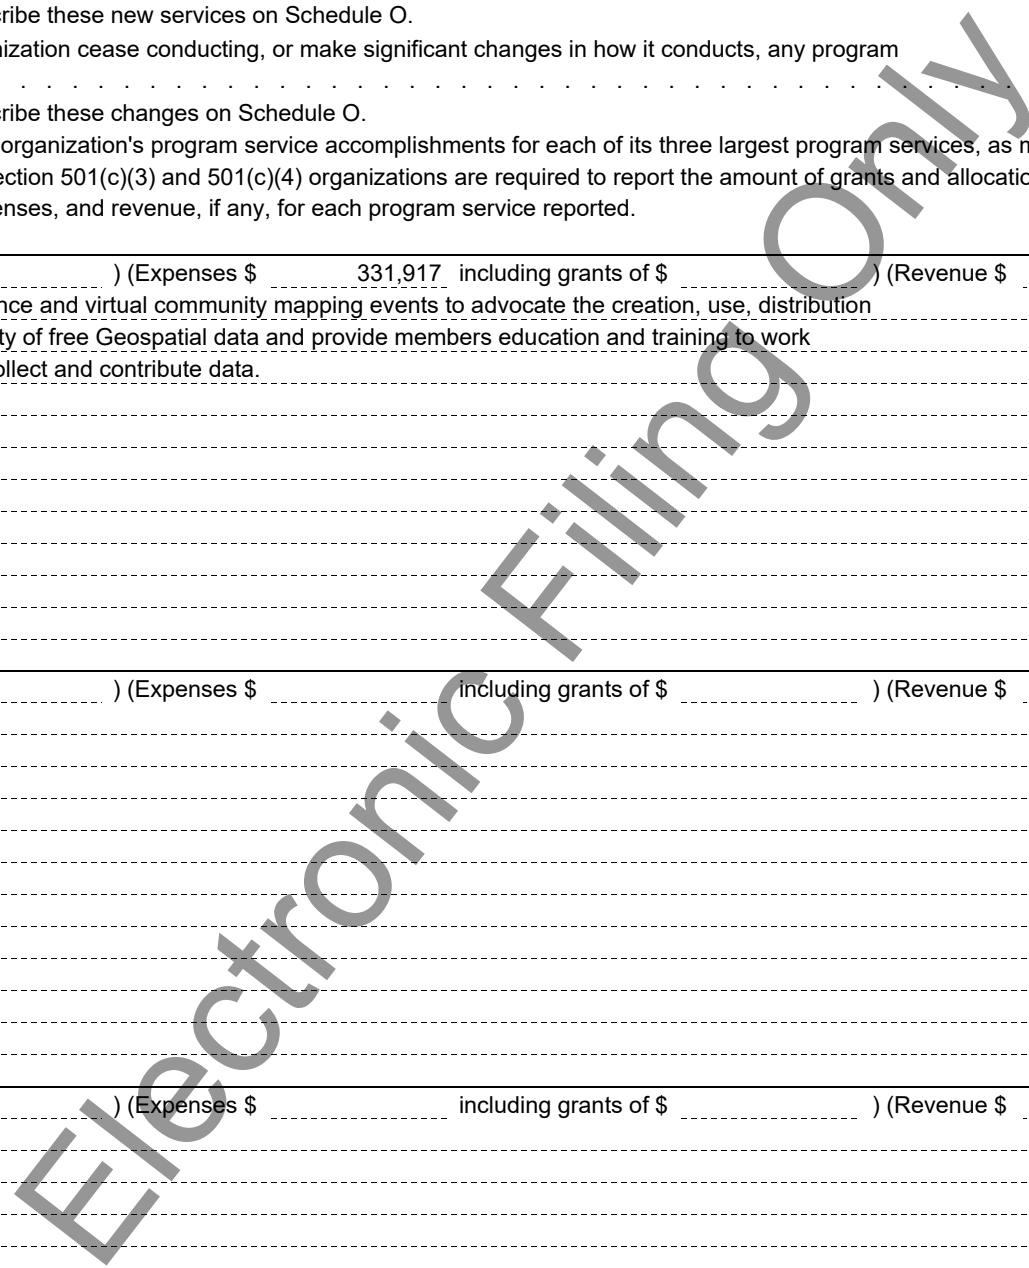 cribe these new services on Schedule O.
nization cease conducting, or make significant changes in how it conducts, any program
. . . . . . . . . . . . . . . . . . . . . . . . . . . . . . . . . . . . . . .
cribe these changes on Schedule O.
organization's program service accomplishments for each of its three largest program services, as m
ection 501(c)(3) and 501(c)(4) organizations are required to report the amount of grants and allocatio
enses, and revenue, if any, for each program service reported.
) (Expenses $ 331,917 including grants of $ ) (Revenue $
nce and virtual community mapping events to advocate the creation, use, distribution
ty of free Geospatial data and provide members education and training to work
ollect and contribute data.
) (Expenses $ including grants of $ ) (Revenue $
) (Expenses $ including grants of $ ) (Revenue $
Electronic Filing Only